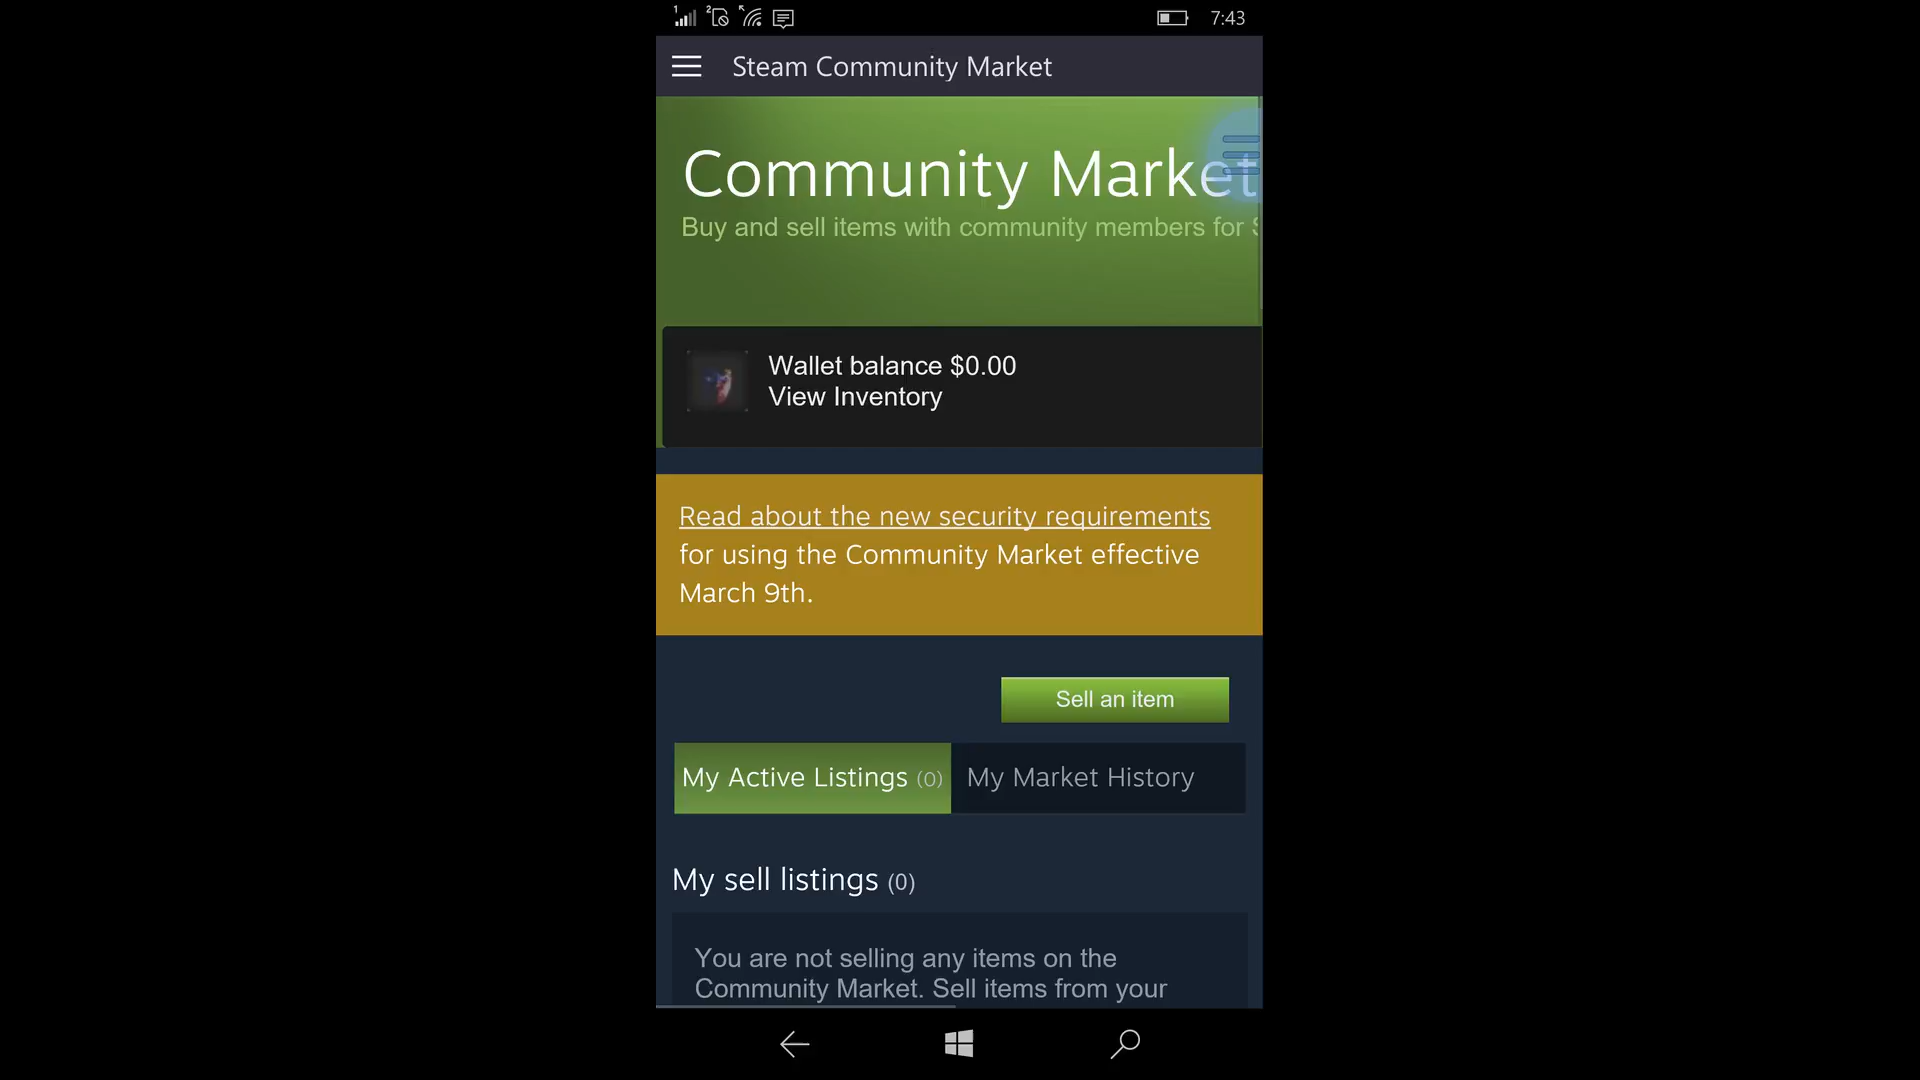 1 2 7:43
Steam Community Market
Community Market
Buy and sell items with community members for
Wallet balance $0.00
View Inventory
Read about the new security requirements
for using the Community Market effective
March 9th.
Sell an item
My Active Listings (0) My Market History
My sell listings (0)
You are not selling any items on the
Community Market. Sell items from your